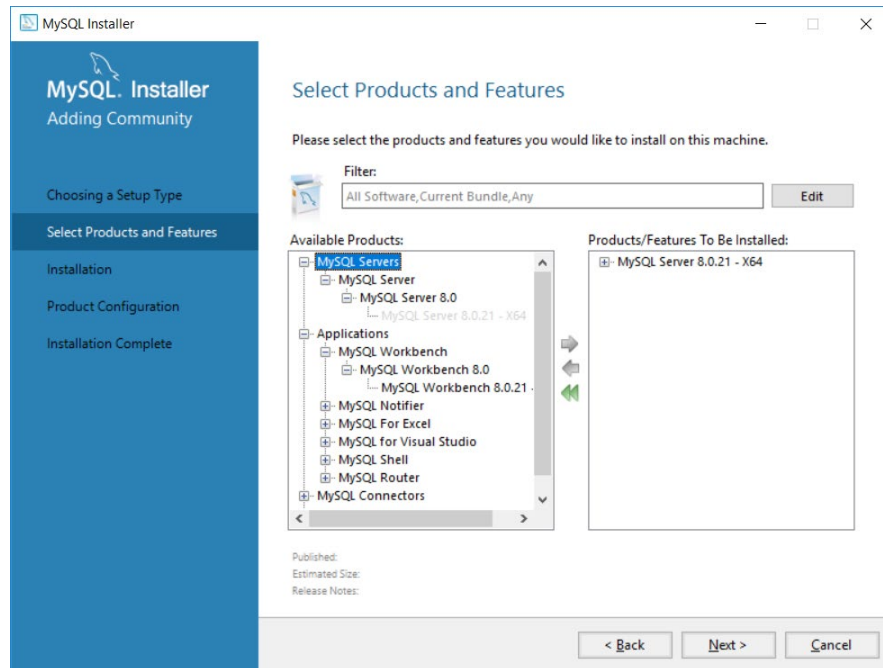 MySQL Installer
MySQL. Installer
Adding Community
Choosing a Setup Type
Select Products and Features
Installation
Product Configuration
Installation Complete
Select Products and Features
Please select the products and features you would like to install on this machine.
Filter:
All Software,Current Bundle,Any
Edit
Available Products:
MySQL Servers
MySQL Server
MySQL Server 8.0
MySQL Server 8.0.21 - X64
Applications
MySQL Workbench
MySQL Workbench 8.0
MySQL Workbench 8.0.21 -
MySQL Notifier
MySQL For Excel
MySQL for Visual Studio
MySQL Shell
MySQL Router
MySQL Connectors
Products/Features To Be Installed:
MySQL Server 8.0.21 - X64
Published:
Estimated Size:
Release Notes:
< Back
Next >
Cancel